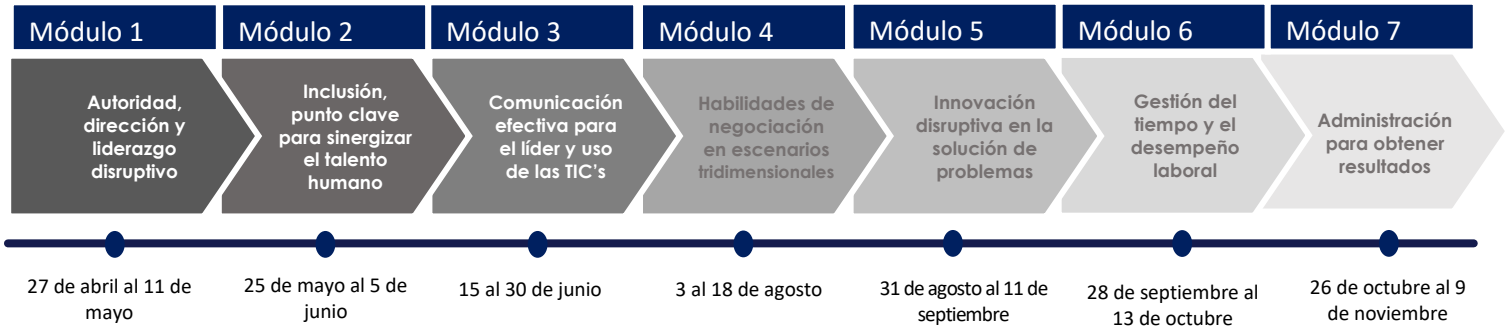 Módulo 1
Módulo 2
Módulo 3
Módulo 4
Módulo 5
Módulo 6
Módulo 7
Autoridad,
dirección y
liderazgo
disruptivo
Inclusión,
punto clave
para sinergizar
el talento
humano
Comunicación
efectiva para
el líder y uso
de las TIC's
Habilidades de
negociación
en escenarios
tridimensionales
Innovación
disruptiva en la
solución de
problemas
Gestión del
tiempo y el
desempeño
laboral
Administración
para obtener
resultados
27 de abril al 11 de
mayo
25 de mayo al 5 de
junio
15 al 30 de junio
3 al 18 de agosto
31 de agosto al 11 de
septiembre
28 de septiembre al
13 de octubre
26 de octubre al 9
de noviembre